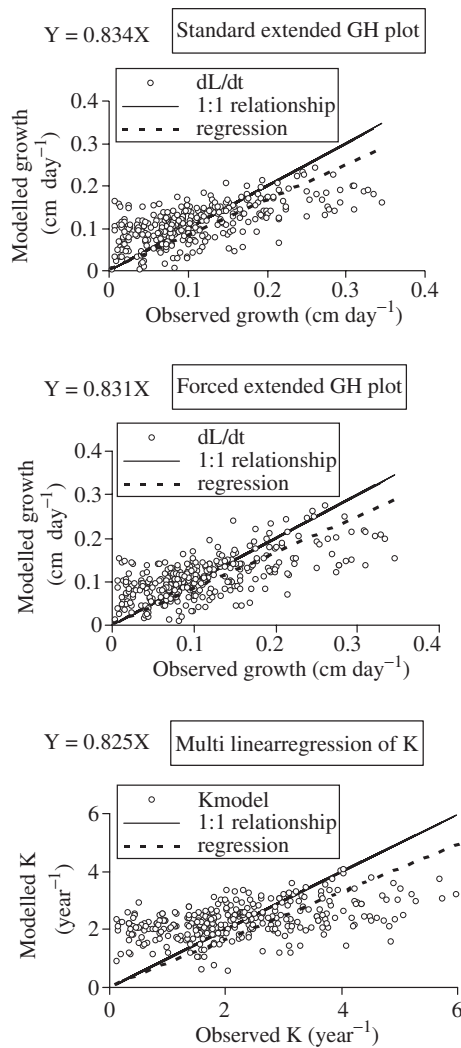 Y = 0.834X
Standard extended GH plot
dL/dt
1:1 relationship
regression
0.4
0.3
0.2
0.1
0
Modelled growth
(cm day⁻¹)
0
0.1
0.2
0.3
0.4
Observed growth (cm day⁻¹)
Y = 0.831X
Forced extended GH plot
dL/dt
1:1 relationship
regression
0.4
0.3
0.2
0.1
0
Modelled growth
(cm day⁻¹)
0
0.1
0.2
0.3
0.4
Observed growth (cm day⁻¹)
Y = 0.825X
Multi linearregression of K
Kmodel
1:1 relationship
regression
6
4
2
0
Modelled K
(year⁻¹)
0
2
4
6
Observed K (year⁻¹)